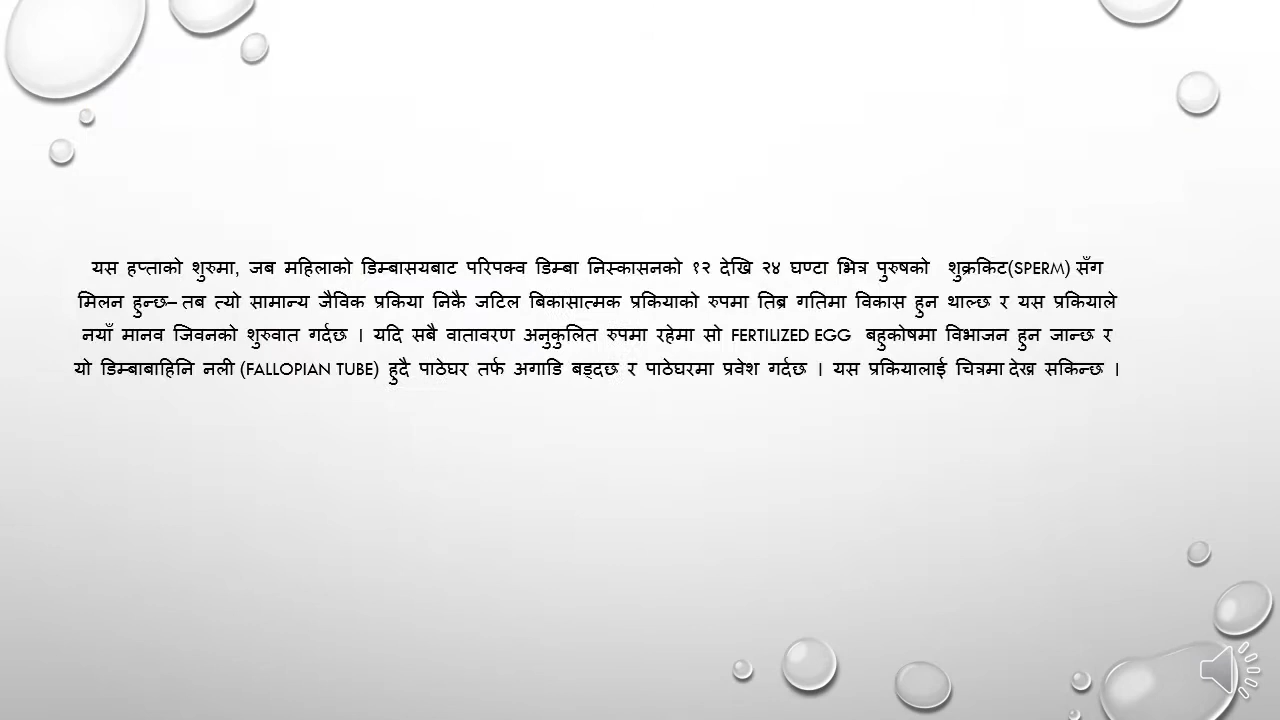 यस हप्ताको शुरुमा, जब महिलाको डिम्बासयबाट परिपक्व डिम्बा निस्कासनको १२ देखि २४ घण्टा भित्र पुरुषको शुक्रकिट(SPERM) सँग
मिलन हुन्छ– तब त्यो सामान्य जैविक प्रकिया निकै जटिल बिकासात्मक प्रकियाको रुपमा तिब्र गतिमा विकास हुन थाल्छ र यस प्रकियाले
नयाँ मानव जिवनको शुरुवात गर्दछ । यदि सबै वातावरण अनुकुलित रुपमा रहेमा सो FERTILIZED EGG बहुकोषमा विभाजन हुन जान्छ र
यो डिम्बाबाहिनि नली (FALLOPIAN TUBE) हुदै पाठेघर तर्फ अगाडि बड्दछ र पाठेघरमा प्रवेश गर्दछ । यस प्रकियालाई चित्रमा देख्न सकिन्छ ।